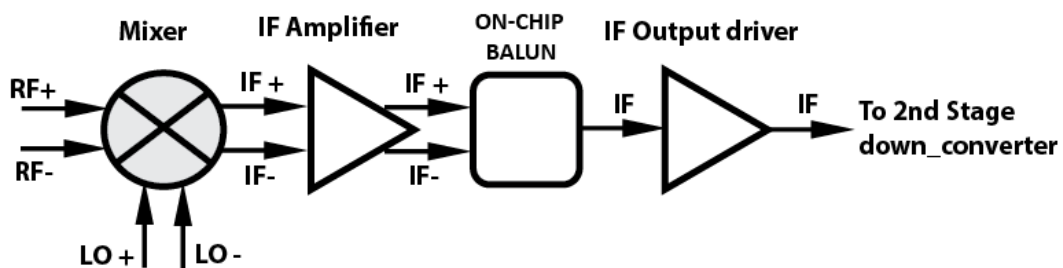 Mixer
IF Amplifier
ON-CHIP
BALUN
IF Output driver
RF+
IF +
IF +
IF
IF
To 2nd Stage
down_converter
RF-
IF-
IF-
LO +
LO -